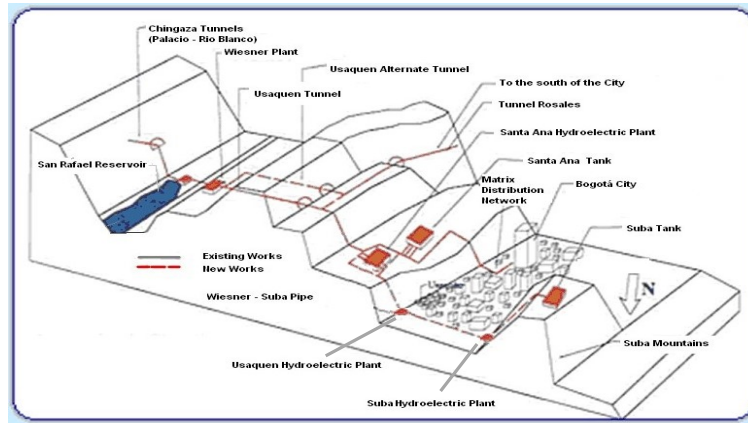 Chingaza Tunnels
(Palacio - Rio Blanco)
Wiesner Plant
Usaquen Alternate Tunnel
Usaquen Tunnel
To the south of the City
Tunnel Rosales
Santa Ana Hydroelectric Plant
San Rafael Reservoir
Santa Ana Tank
Matrix
Distribution
Network
Bogotá City
Suba Tank
Existing Works
New Works
Wiesner - Suba Pipe
N
Usaquen Hydroelectric Plant
Suba Mountains
Suba Hydroelectric Plant